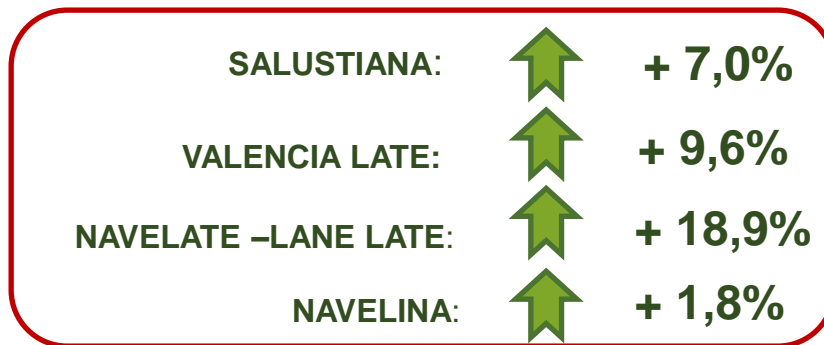 SALUSTIANA: + 7,0%
VALENCIA LATE: + 9,6%
NAVELATE –LANE LATE: + 18,9%
NAVELINA: + 1,8%